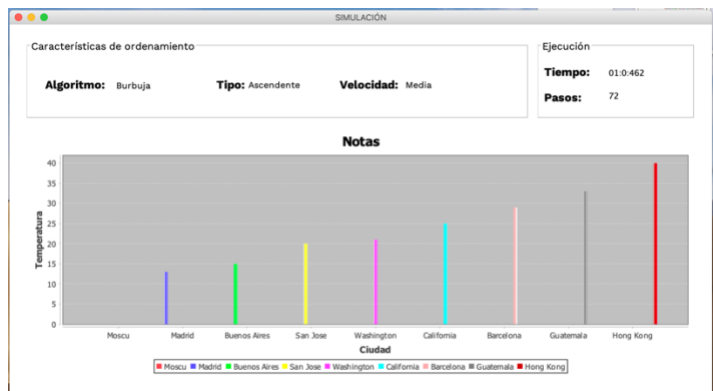 SIMULACIÓN
Características de ordenamiento
Algoritmo: Burbuja Tipo: Ascendente Velocidad: Media
Ejecución
Tiempo: 01:0:462
Pasos: 72
Notas
Temperatura
40
35
30
25
20
15
10
5
0
Moscu Madrid Buenos Aires San Jose Washington California Barcelona Guatemala Hong Kong
Ciudad
Moscu Madrid Buenos Aires San Jose Washington California Barcelona Guatemala Hong Kong